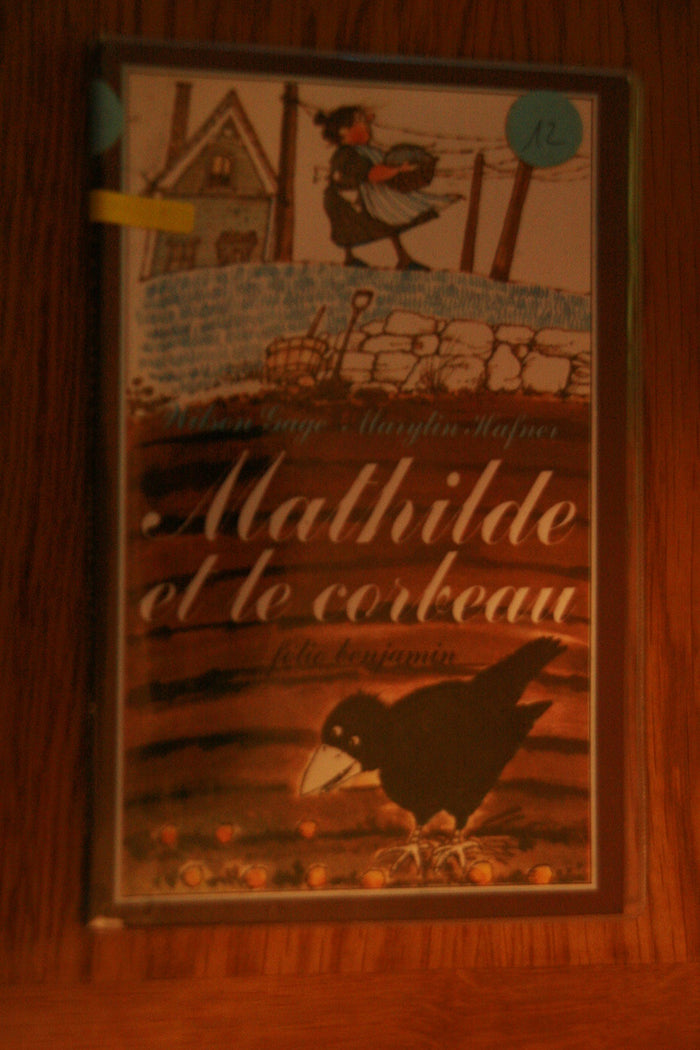 12
Wilson Gage • Marylin Hafner
Mathilde
et le corbeau
folio benjamin